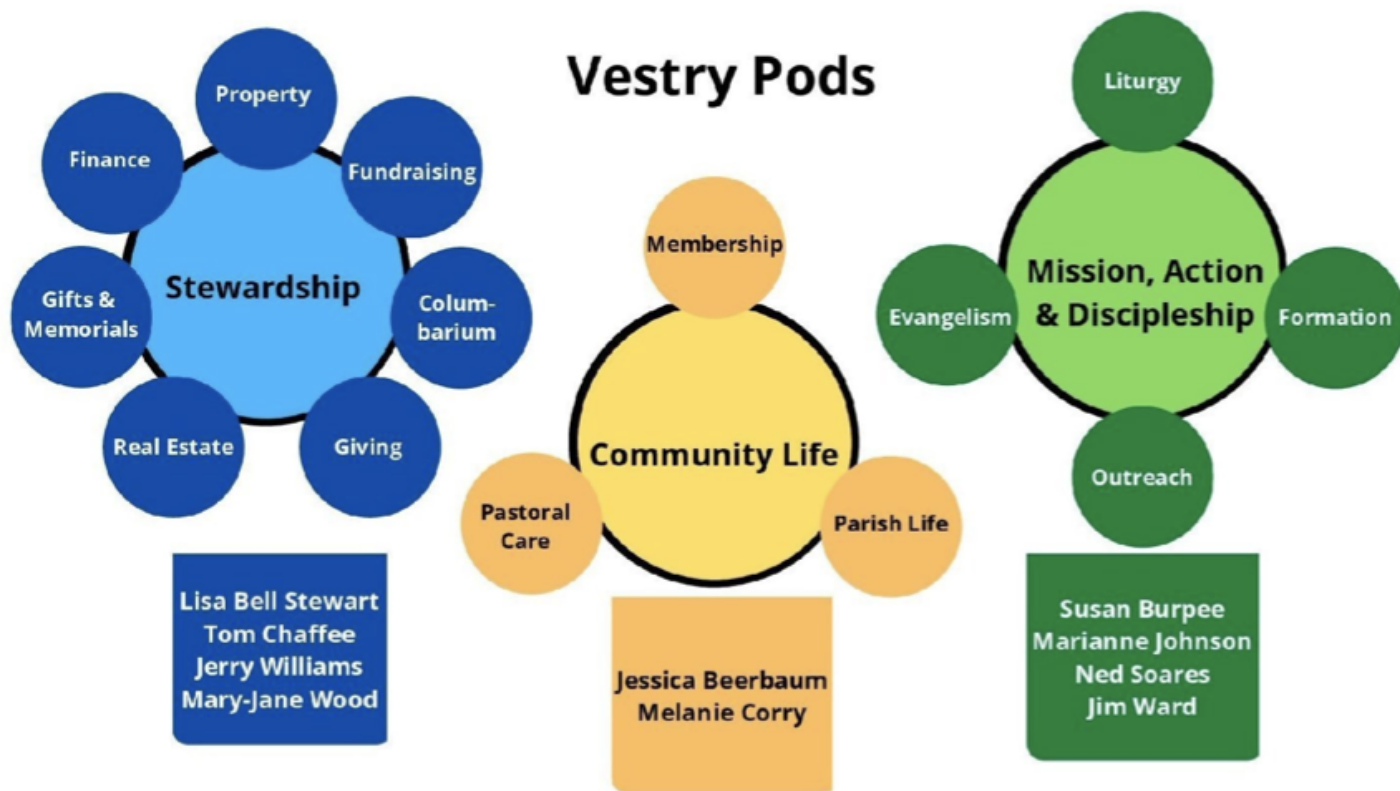 Vestry Pods
Property
Finance
Fundraising
Stewardship
Gifts &
Memorials
Colum-
barium
Real Estate
Giving
Lisa Bell Stewart
Tom Chaffee
Jerry Williams
Mary-Jane Wood
Membership
Community Life
Pastoral
Care
Parish Life
Jessica Beerbaum
Melanie Corry
Liturgy
Mission, Action
& Discipleship
Evangelism
Formation
Outreach
Susan Burpee
Marianne Johnson
Ned Soares
Jim Ward